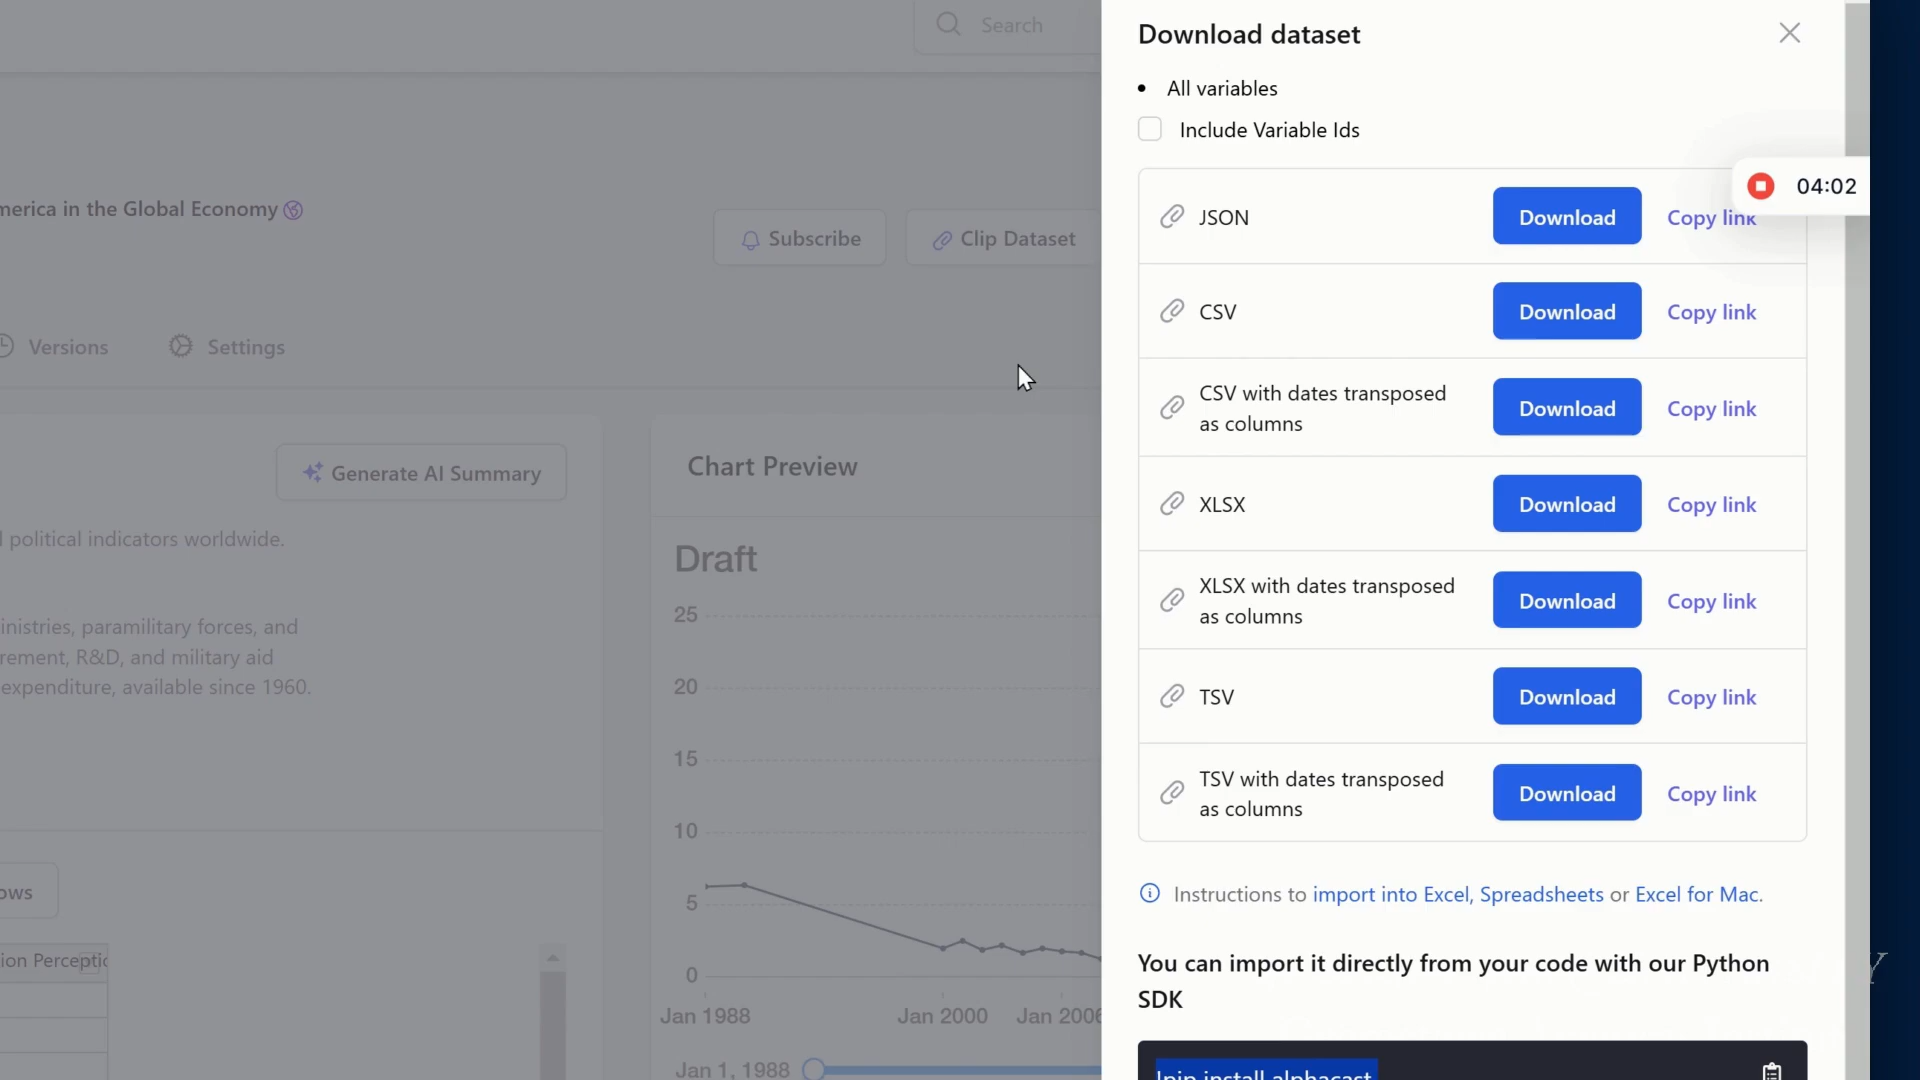 Search
Download dataset
All variables
Include Variable Ids
04:02
merica in the Global Economy
Subscribe
Clip Dataset
JSON
Download
Copy link
CSV
Download
Copy link
Versions
Settings
CSV with dates transposed
as columns
Download
Copy link
Generate AI Summary
Chart Preview
XLSX
Download
Copy link
political indicators worldwide.
Draft
XLSX with dates transposed
as columns
Download
Copy link
inistries, paramilitary forces, and
rement, R&D, and military aid
expenditure, available since 1960.
25
20
15
10
5
0
TSV
Download
Copy link
TSV with dates transposed
as columns
Download
Copy link
ows
Instructions to import into Excel, Spreadsheets or Excel for Mac.
ion Perceptic
You can import it directly from your code with our Python
SDK
Jan 1988
Jan 2000
Jan 2006
Jan 1, 1988
!pip install alphacast
Y